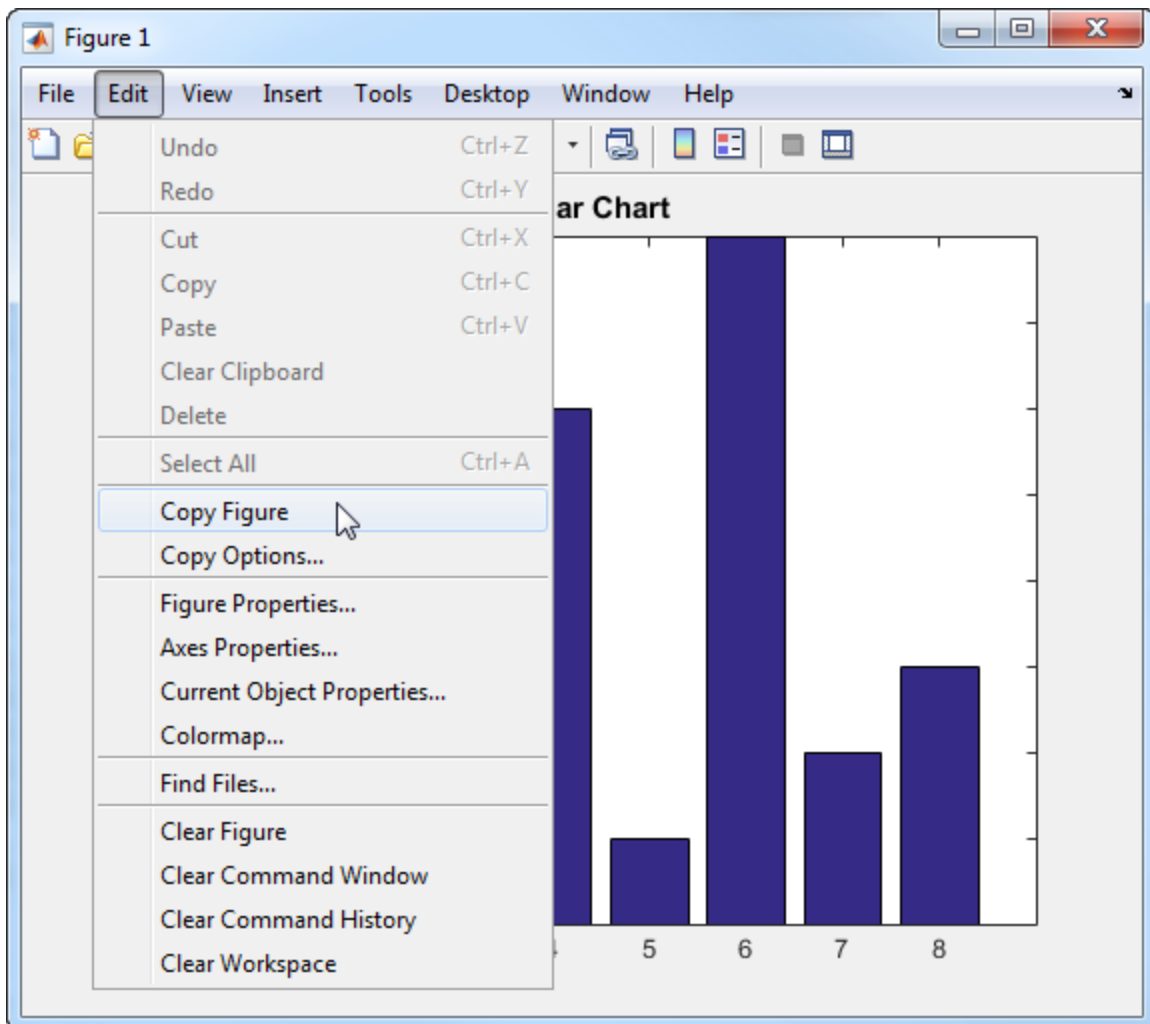 Figure 1
File Edit View Insert Tools Desktop Window Help
Undo Ctrl+Z
Redo Ctrl+Y
Cut Ctrl+X
Copy Ctrl+C
Paste Ctrl+V
Clear Clipboard
Delete
Select All Ctrl+A
Copy Figure
Copy Options...
Figure Properties...
Axes Properties...
Current Object Properties...
Colormap...
Find Files...
Clear Figure
Clear Command Window
Clear Command History
Clear Workspace
ar Chart
5 6 7 8